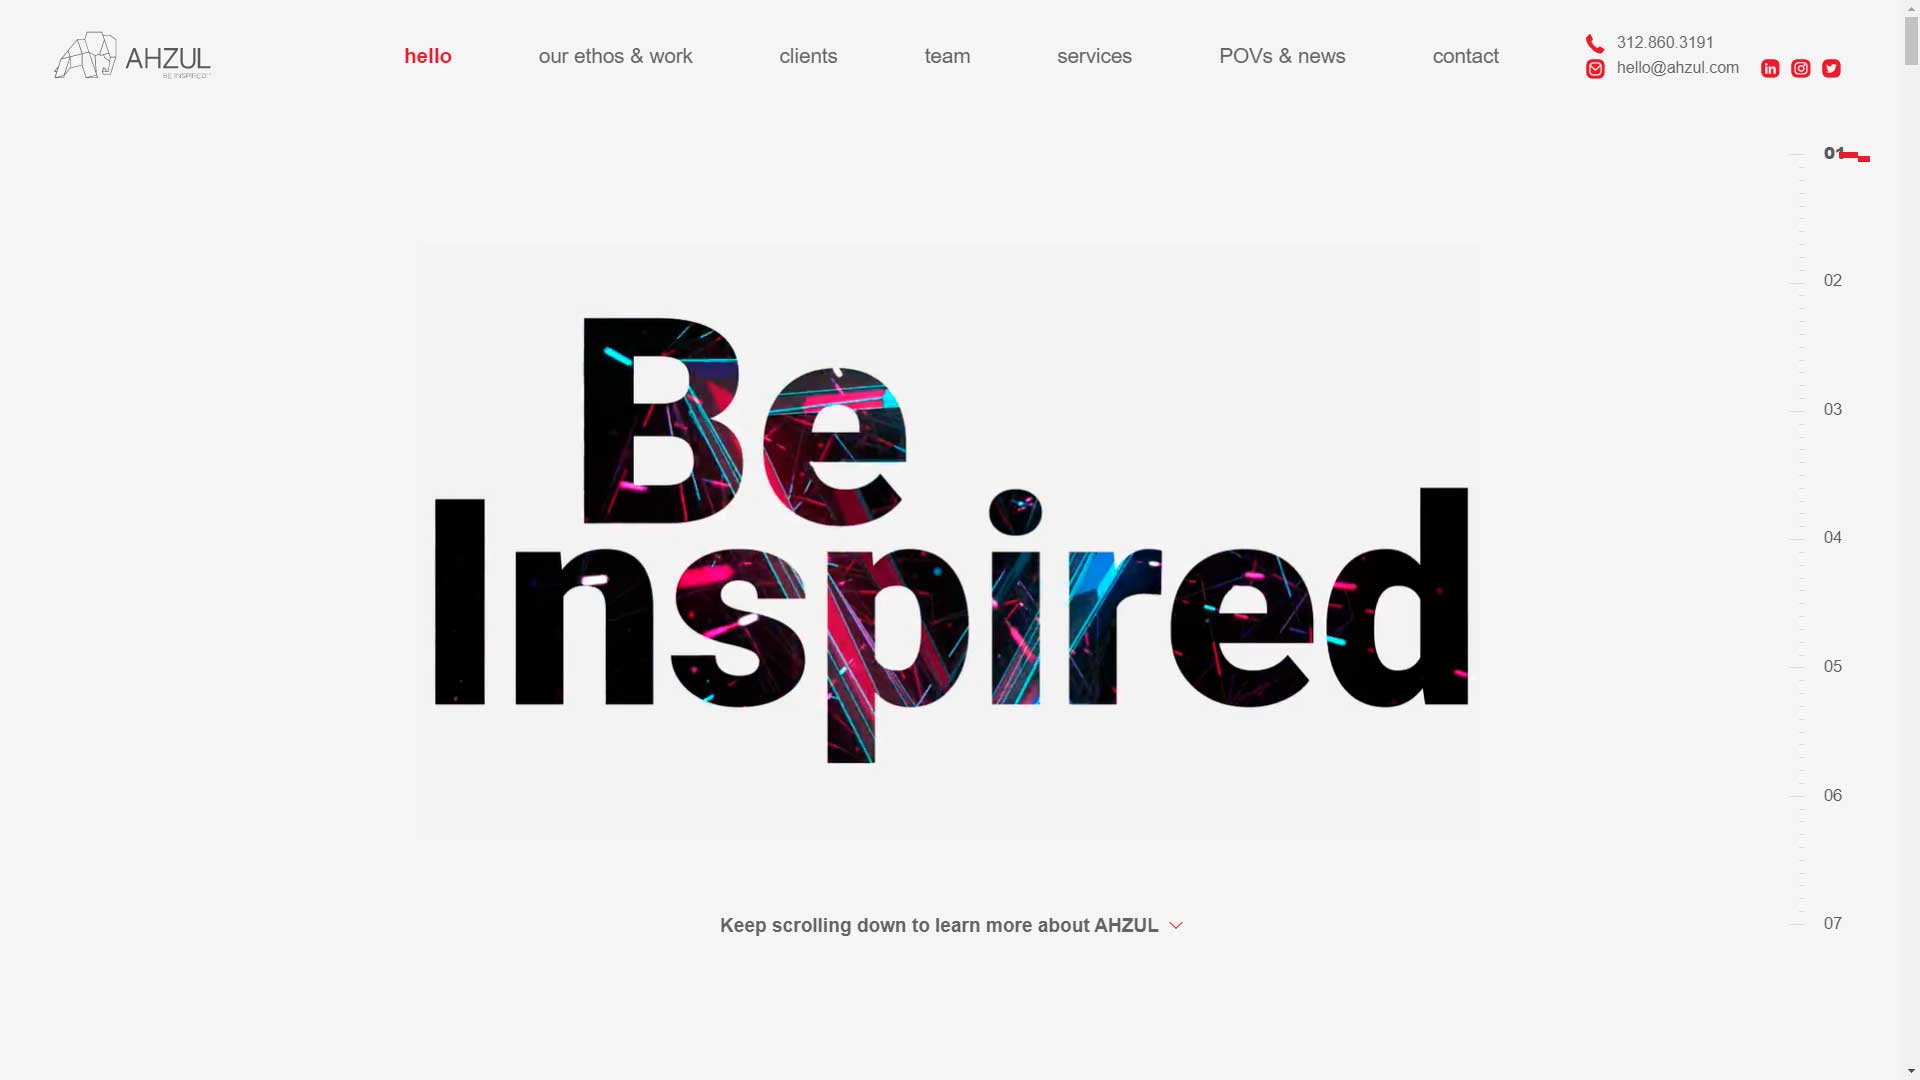 AHZUL
BE INSPIRED™
hello
our ethos & work
clients
team
services
POVs & news
contact
312.860.3191
hello@ahzul.com
01
02
03
04
05
06
07
Be
Inspired
Keep scrolling down to learn more about AHZUL